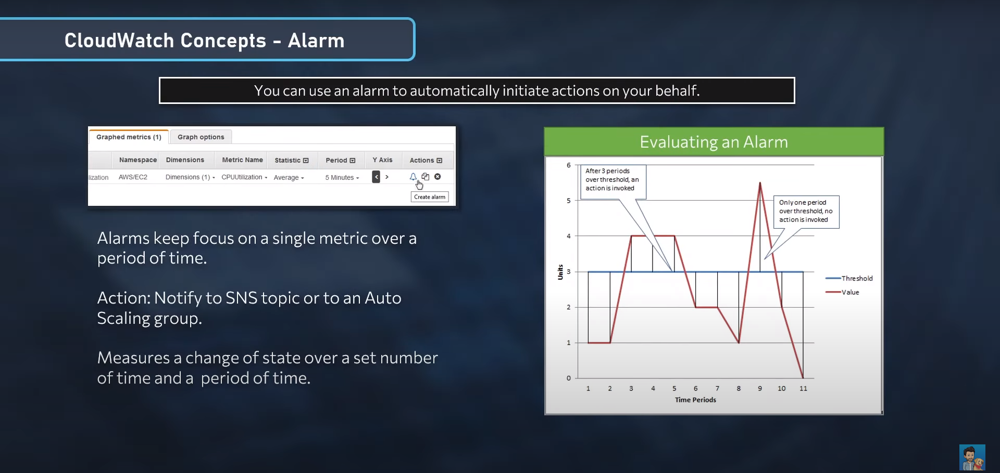 CloudWatch Concepts - Alarm
You can use an alarm to automatically initiate actions on your behalf.
Graphed metrics (1)
Graph options
Namespace
Dimensions
Metric Name
Statistic
Period
Y Axis
Actions
lization
AWS/EC2
Dimensions (1)
CPUUtilization
Average
5 Minutes
Create alarm
Alarms keep focus on a single metric over a
period of time.
Action: Notify to SNS topic or to an Auto
Scaling group.
Measures a change of state over a set number
of time and a  period of time.
Evaluating an Alarm
6
5
4
3
2
1
0
Units
After 3 periods
over threshold, an
action is invoked
Only one period
over threshold, no
action is invoked
Threshold
Value
1 2 3 4 5 6 7 8 9 10 11
Time Periods